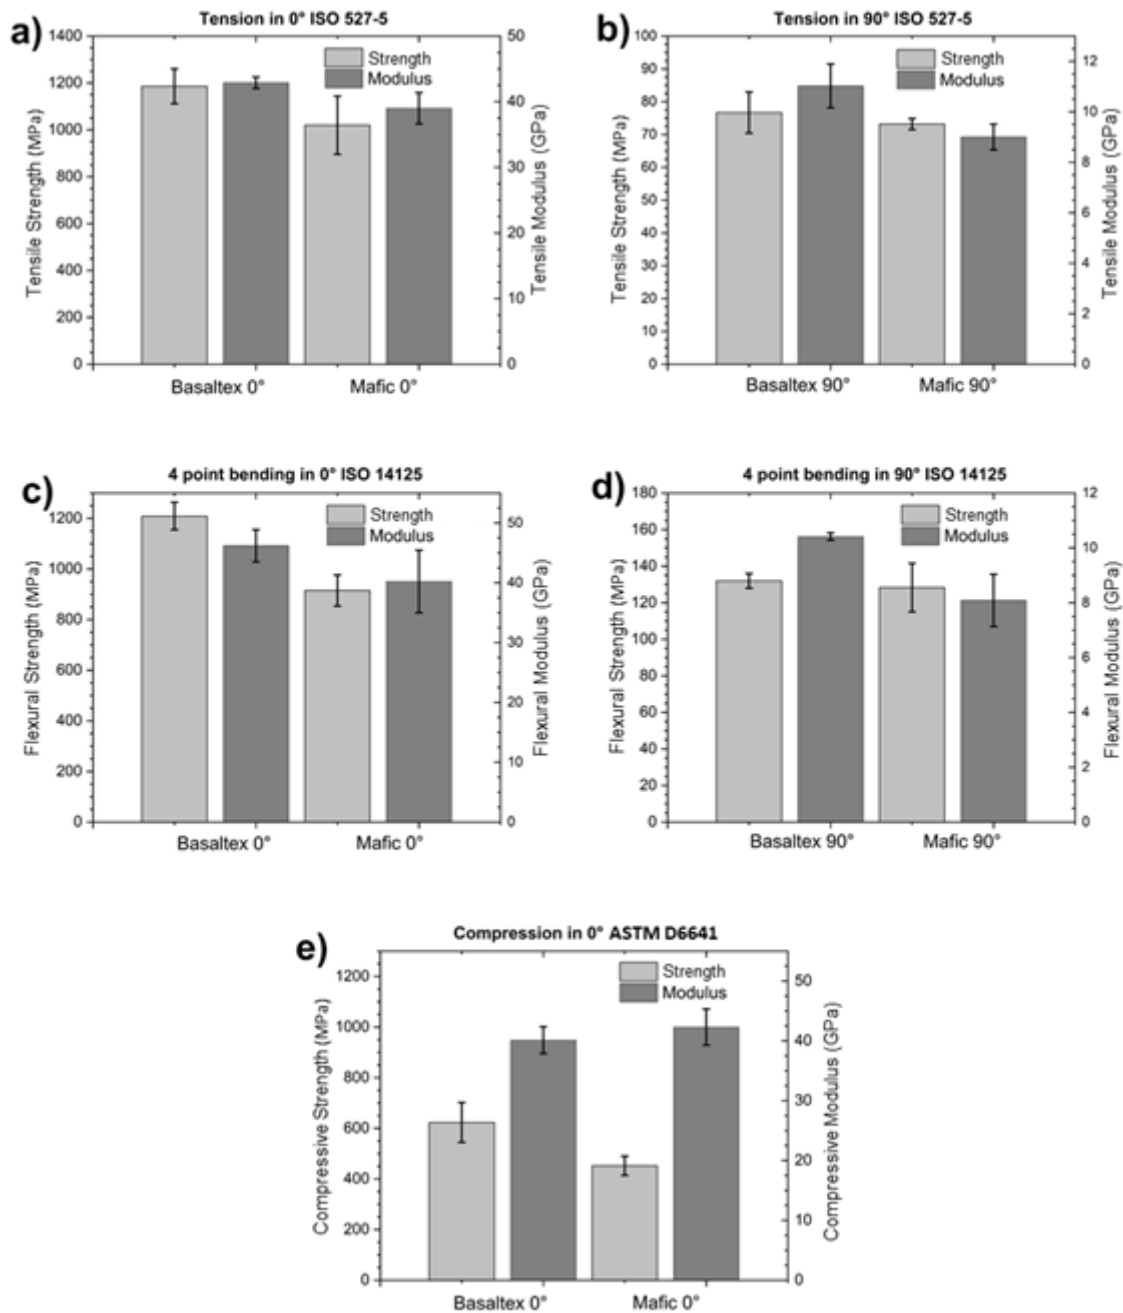 a)
Tension in 0° ISO 527-5
1400
1200
1000
800
600
400
200
0
Tensile Strength (MPa)
Strength
Modulus
50
40
30
20
10
0
Tensile Modulus (GPa)
Basaltex 0°
Mafic 0°
b)
Tension in 90° ISO 527-5
100
90
80
70
60
50
40
30
20
10
0
Tensile Strength (MPa)
Strength
Modulus
12
10
8
6
4
2
0
Tensile Modulus (GPa)
Basaltex 90°
Mafic 90°
c)
4 point bending in 0° ISO 14125
1200
1000
800
600
400
200
0
Flexural Strength (MPa)
Strength
Modulus
50
40
30
20
10
0
Flexural Modulus (GPa)
Basaltex 0°
Mafic 0°
d)
4 point bending in 90° ISO 14125
180
160
140
120
100
80
60
40
20
0
Flexural Strength (MPa)
Strength
Modulus
12
10
8
6
4
2
0
Flexural Modulus (GPa)
Basaltex 90°
Mafic 90°
e)
Compression in 0° ASTM D6641
1200
1000
800
600
400
200
0
Compressive Strength (MPa)
Strength
Modulus
50
40
30
20
10
0
Compressive Modulus (GPa)
Basaltex 0°
Mafic 0°